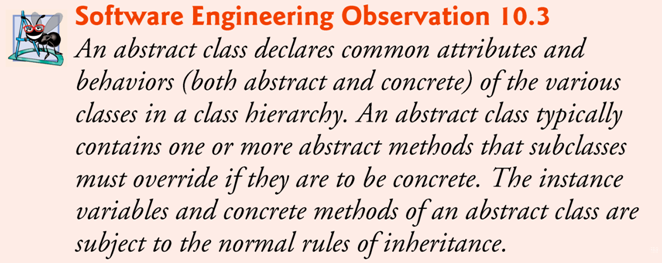 Software Engineering Observation 10.3
An abstract class declares common attributes and
behaviors (both abstract and concrete) of the various
classes in a class hierarchy. An abstract class typically
contains one or more abstract methods that subclasses
must override if they are to be concrete. The instance
variables and concrete methods of an abstract class are
subject to the normal rules of inheritance.